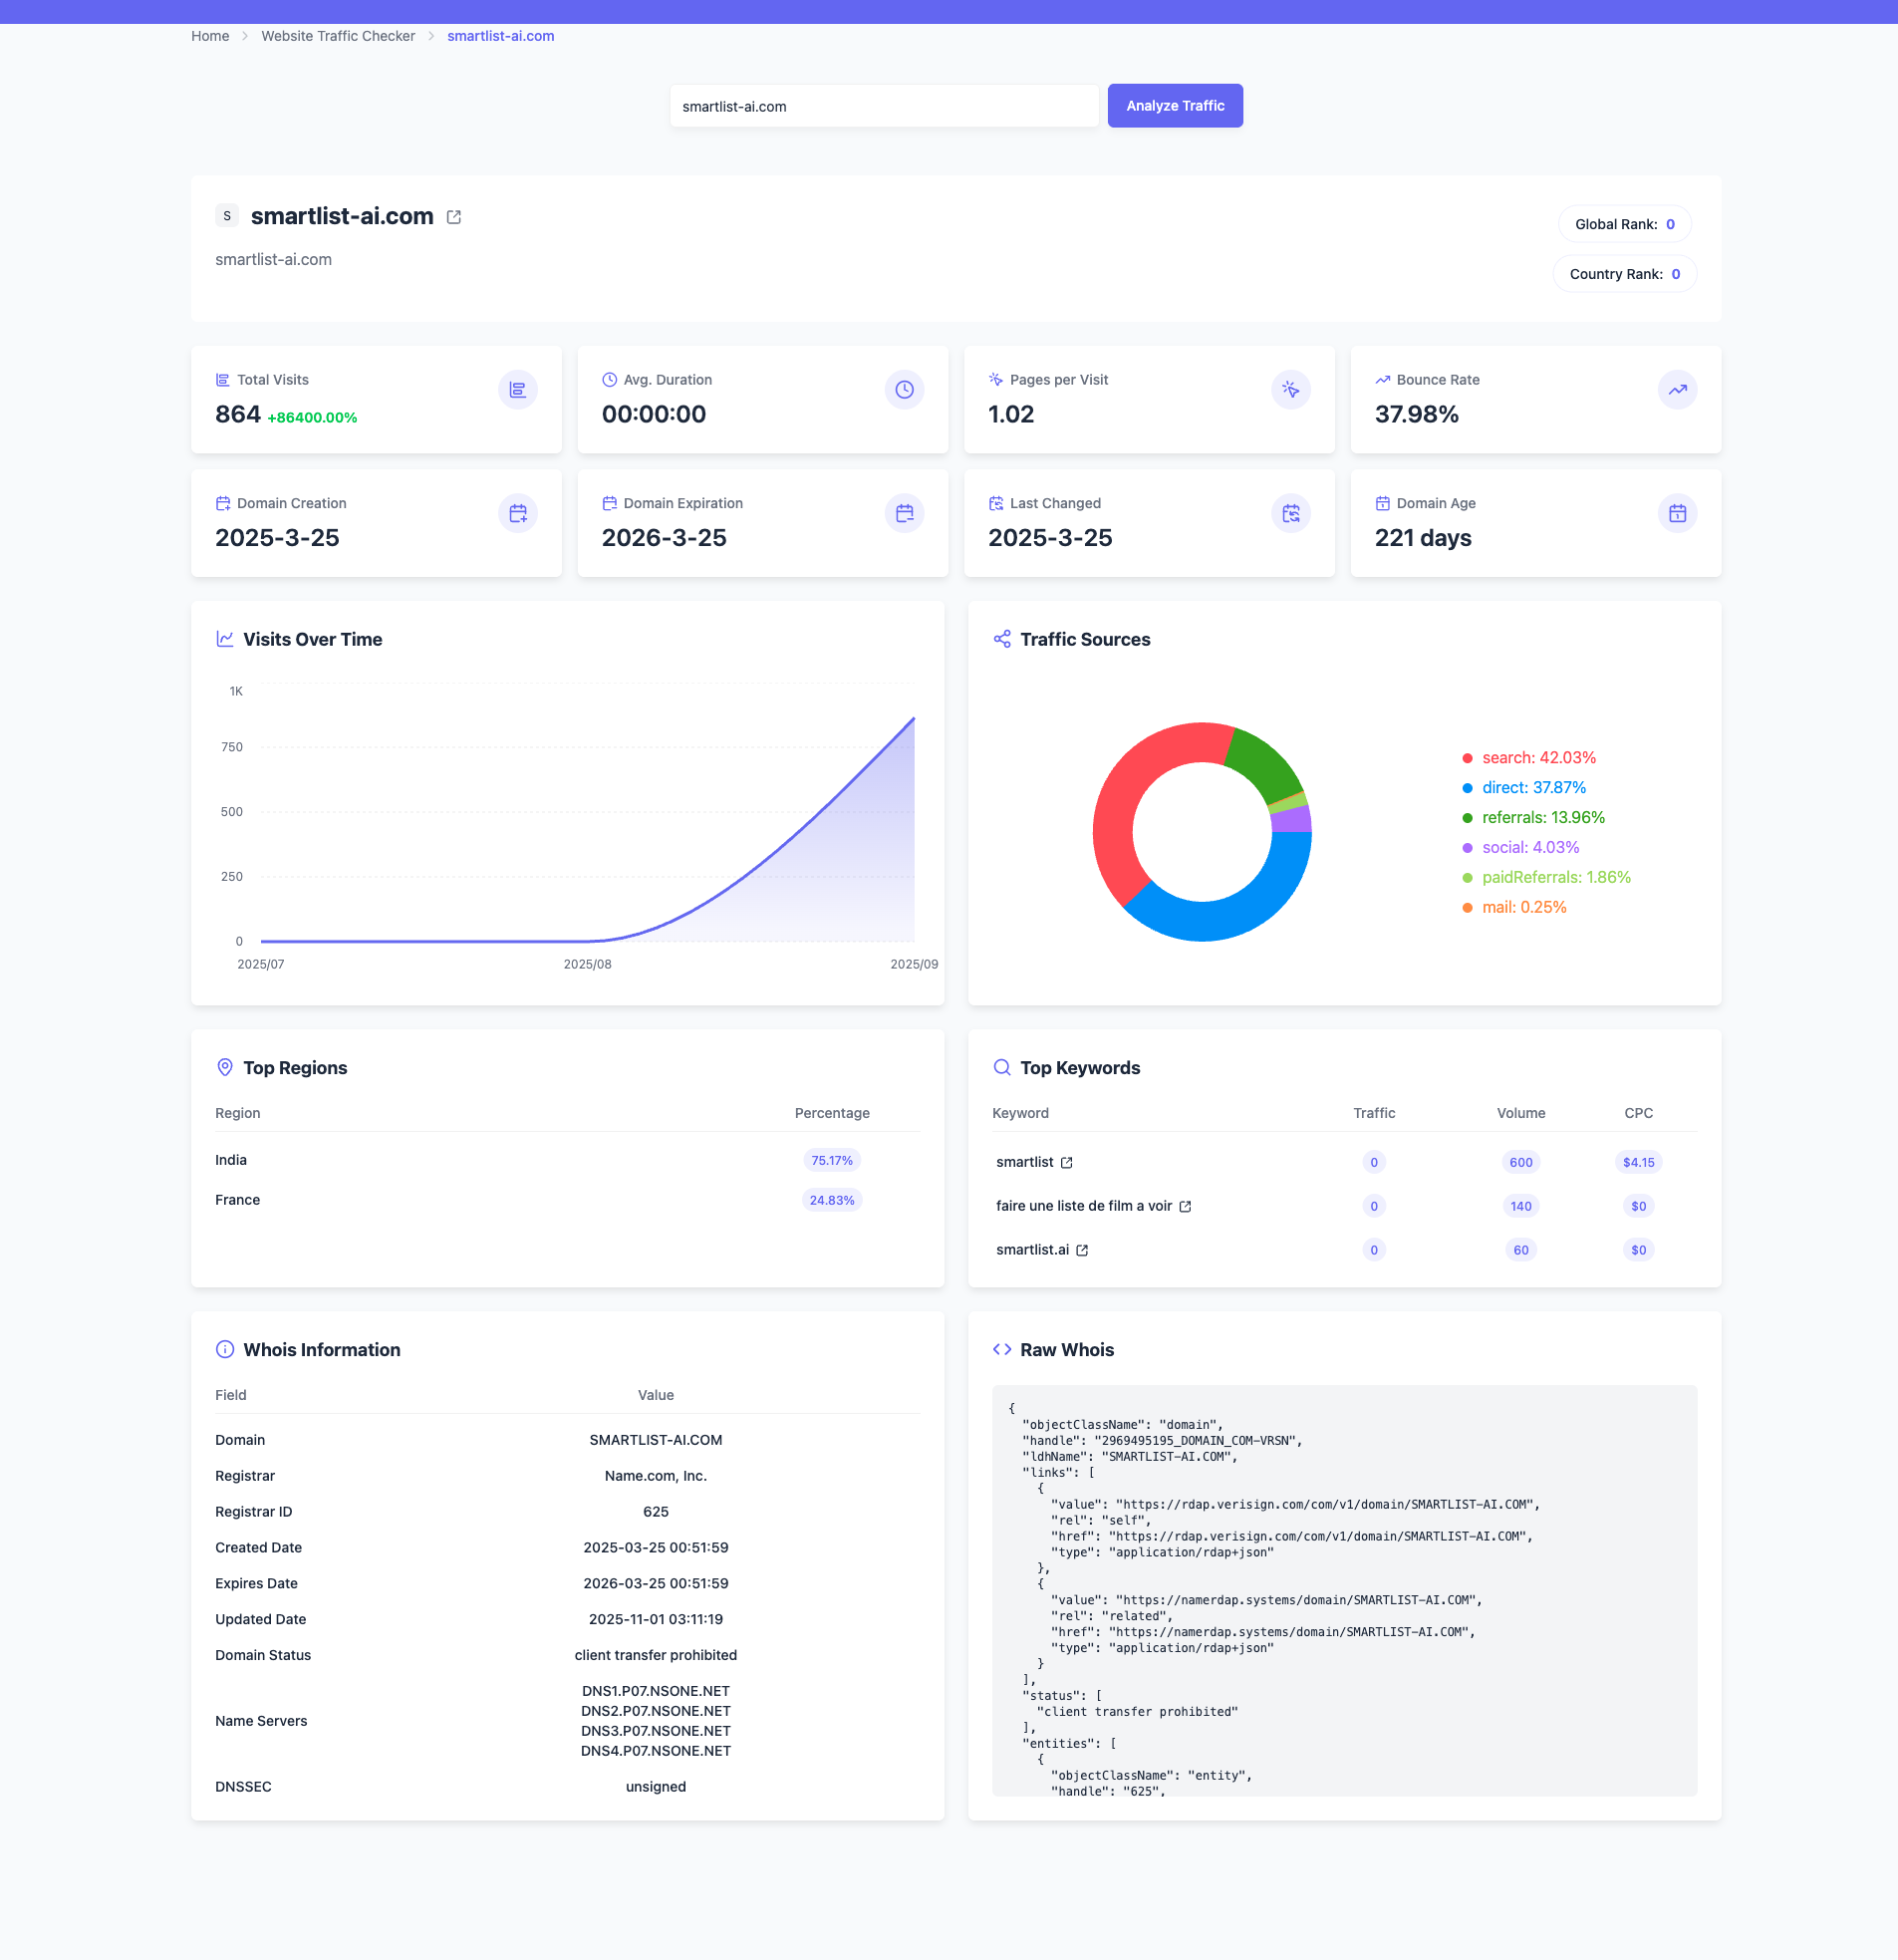 Home > Website Traffic Checker > smartlist-ai.com
smartlist-ai.com
Analyze Traffic
S smartlist-ai.com
smartlist-ai.com
Global Rank: 0
Country Rank: 0
Total Visits
864 +86400.00%
Avg. Duration
00:00:00
Pages per Visit
1.02
Bounce Rate
37.98%
Domain Creation
2025-3-25
Domain Expiration
2026-3-25
Last Changed
2025-3-25
Domain Age
221 days
Visits Over Time
1K
750
500
250
0
2025/07 2025/08 2025/09
Traffic Sources
search: 42.03%
direct: 37.87%
referrals: 13.96%
social: 4.03%
paidReferrals: 1.86%
mail: 0.25%
Top Regions
Region Percentage
India 75.17%
France 24.83%
Top Keywords
Keyword Traffic Volume CPC
smartlist 0 600 $4.15
faire une liste de film a voir 0 140 $0
smartlist.ai 0 60 $0
Whois Information
Field Value
Domain SMARTLIST-AI.COM
Registrar Name.com, Inc.
Registrar ID 625
Created Date 2025-03-25 00:51:59
Expires Date 2026-03-25 00:51:59
Updated Date 2025-11-01 03:11:19
Domain Status client transfer prohibited
Name Servers
DNS1.P07.NSONE.NET
DNS2.P07.NSONE.NET
DNS3.P07.NSONE.NET
DNS4.P07.NSONE.NET
DNSSEC unsigned
Raw Whois
{
"objectClassName": "domain",
"handle": "2969495195_DOMAIN_COM-VRSN",
"ldhName": "SMARTLIST-AI.COM",
"links": [
{
"value": "https://rdap.verisign.com/com/v1/domain/SMARTLIST-AI.COM",
"rel": "self",
"href": "https://rdap.verisign.com/com/v1/domain/SMARTLIST-AI.COM",
"type": "application/rdap+json"
},
{
"value": "https://namerdap.systems/domain/SMARTLIST-AI.COM",
"rel": "related",
"href": "https://namerdap.systems/domain/SMARTLIST-AI.COM",
"type": "application/rdap+json"
}
],
"status": [
"client transfer prohibited"
],
"entities": [
{
"objectClassName": "entity",
"handle": "625",